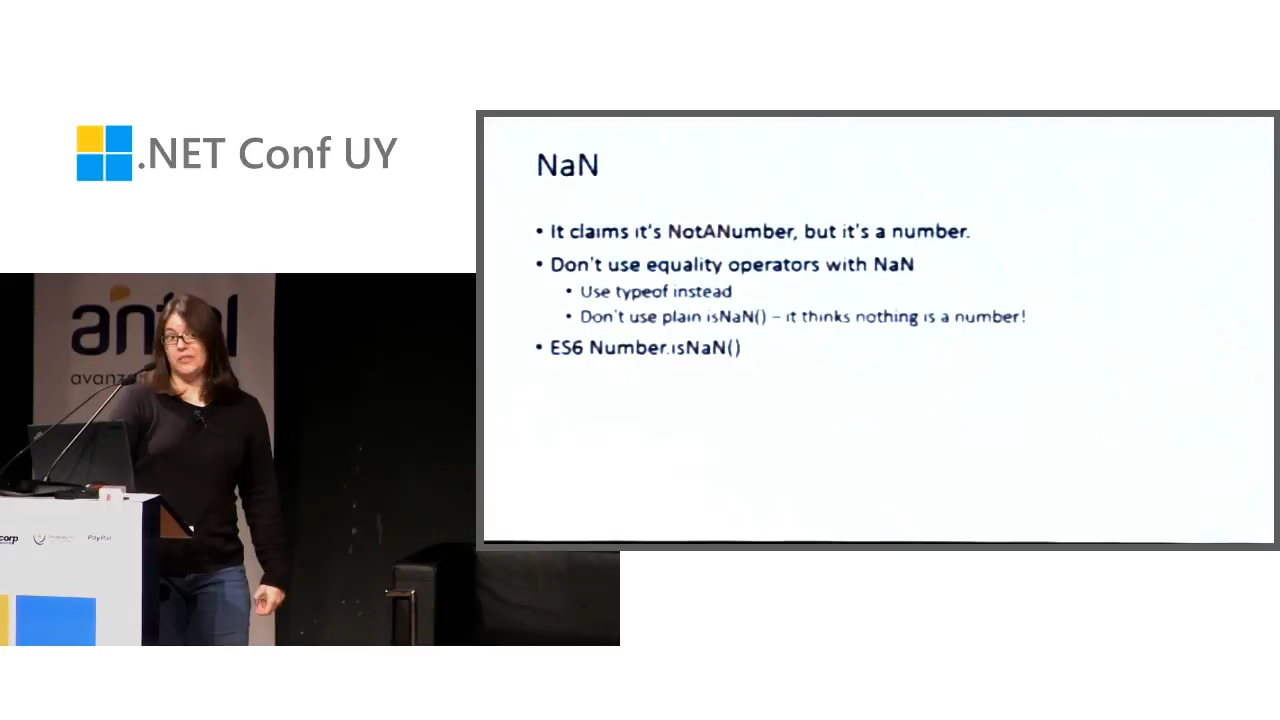 .NET Conf UY
NaN
• It claims it's NotANumber, but it's a number.
• Don't use equality operators with NaN
• Use typeof instead
• Don't use plain isNaN() – it thinks nothing is a number!
• ES6 Number.isNaN()
PayPal